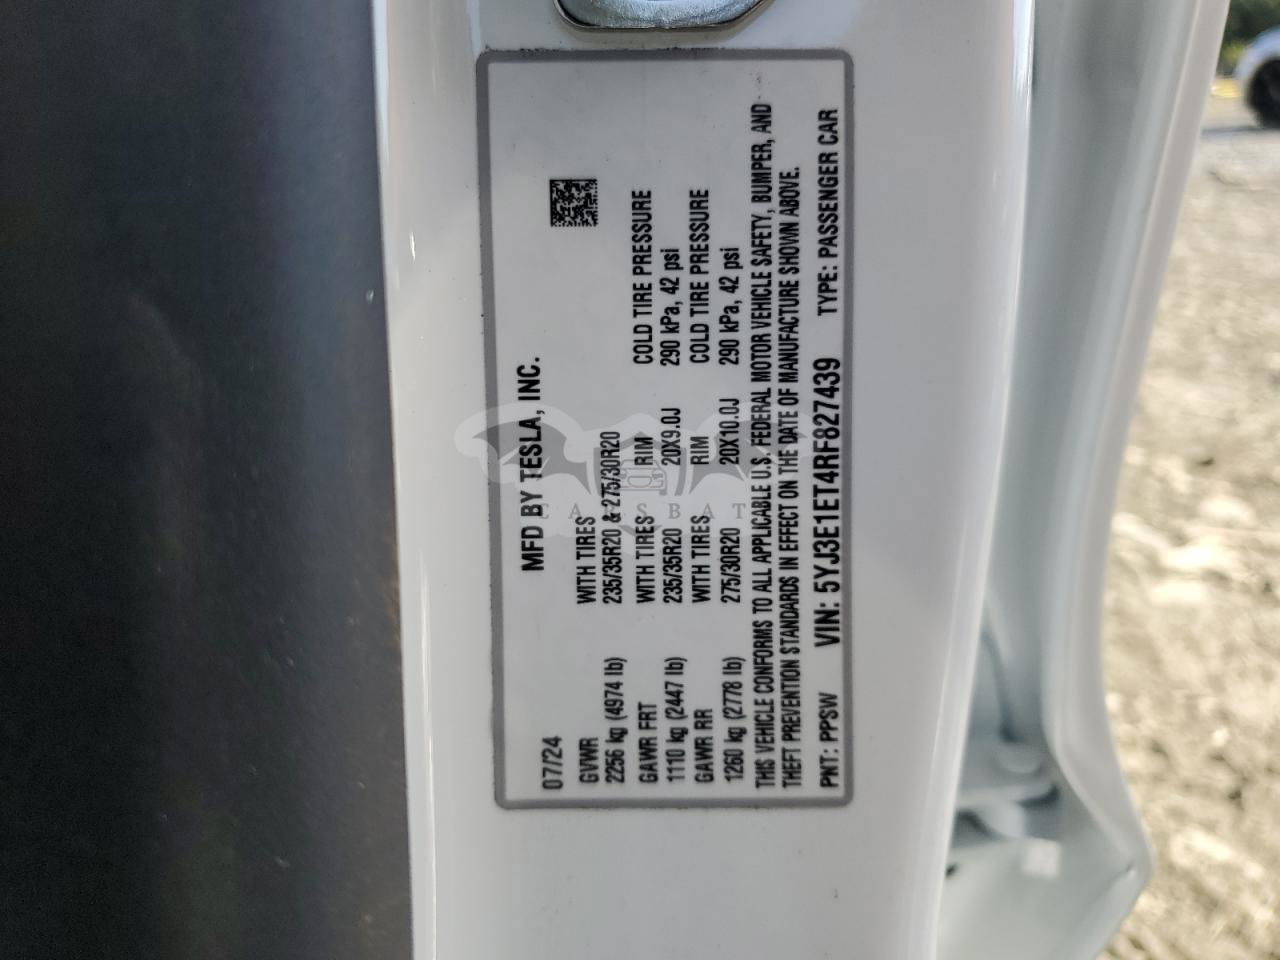 MFD BY TESLA, INC.
07/24
GVWR WITH TIRES
2256 kg (4974 lb) 235/35R20 & 275/30R20
GAWR FRT WITH TIRES RIM COLD TIRE PRESSURE
1110 kg (2447 lb) 235/35R20 20X9.0J 290 kPa, 42 psi
GAWR RR WITH TIRES RIM COLD TIRE PRESSURE
1260 kg (2778 lb) 275/30R20 20X10.0J 290 kPa, 42 psi
THIS VEHICLE CONFORMS TO ALL APPLICABLE U.S. FEDERAL MOTOR VEHICLE SAFETY, BUMPER, AND
THEFT PREVENTION STANDARDS IN EFFECT ON THE DATE OF MANUFACTURE SHOWN ABOVE.
PNT: PPSW VIN: 5YJ3E1ET4RF827439 TYPE: PASSENGER CAR
CARSBAT